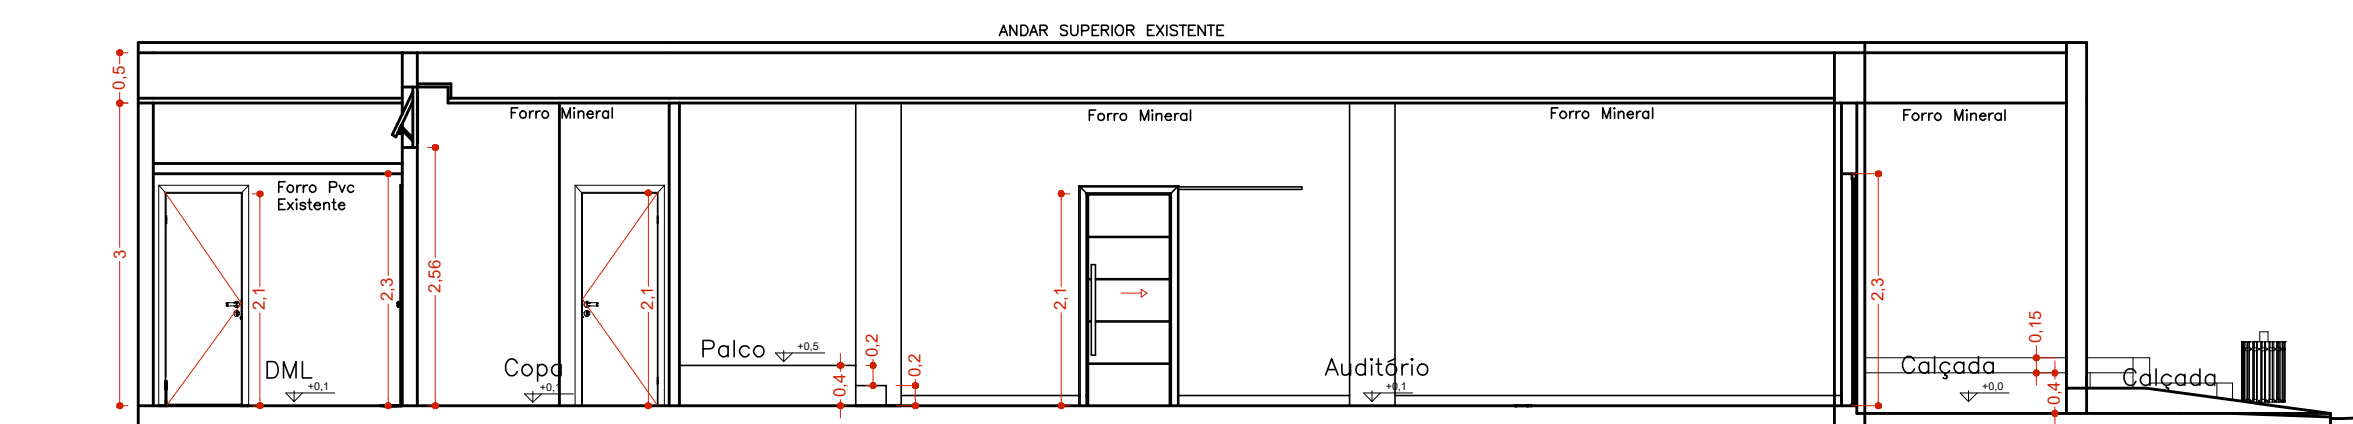 ANDAR SUPERIOR EXISTENTE
0,5
Forro Mineral
Forro Mineral
Forro Mineral
Forro Mineral
Forro Pvc
Existente
3
2,1
2,3
2,56
2,1
2,1
2,3
0,15
Palco
+0,5
0,2
0,2
0,4
DML
+0,1
Copa
+0,1
Auditório
+0,1
Calçada
+0,0
0,4
Calçada